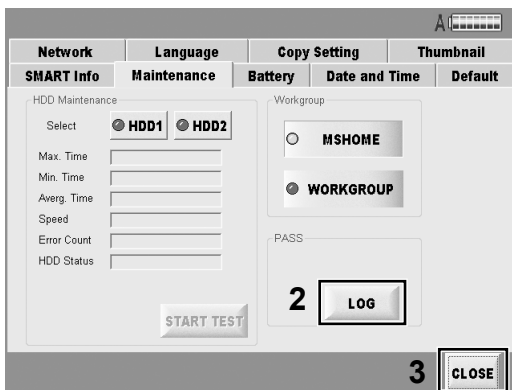 A
Network Language Copy Setting Thumbnail
SMART Info Maintenance Battery Date and Time Default
HDD Maintenance
Select HDD1 HDD2
Max. Time
Min. Time
Averg. Time
Speed
Error Count
HDD Status
START TEST
Workgroup
MSHOME
WORKGROUP
PASS
2 LOG
3 CLOSE